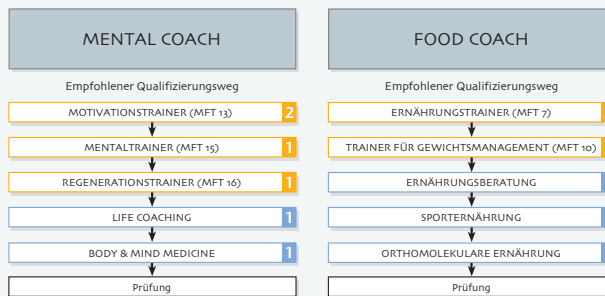 MENTAL COACH
Empfohlener Qualifizierungsweg
MOTIVATIONSTRAINER (MFT 13) 2
MENTALTRAINER (MFT 15) 1
REGENERATIONSTRAINER (MFT 16) 1
LIFE COACHING 1
BODY & MIND MEDICINE 1
Prüfung
FOOD COACH
Empfohlener Qualifizierungsweg
ERNÄHRUNGSTRAINER (MFT 7)
TRAINER FÜR GEWICHTSMANAGEMENT (MFT 10)
ERNÄHRUNGSBERATUNG
SPORTERNÄHRUNG
ORTHOMOLEKULARE ERNÄHRUNG
Prüfung